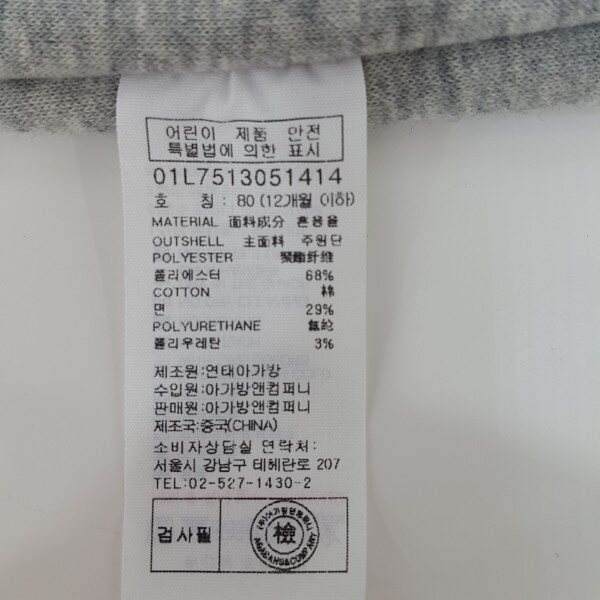 어린이 제품 안전
특별법에 의한 표시
01L7513051414
호 칭 : 80 (12개월 이하)
MATERIAL 面料成分 혼용율
OUTSHELL 主面料 주원단
POLYESTER 聚酯纤维
폴리에스터 68%
COTTON 棉
면 29%
POLYURETHANE 氨纶
폴리우레탄 3%
제조원:연태아가방
수입원:아가방앤컴퍼니
판매원:아가방앤컴퍼니
제조국:중국(CHINA)
소비자상담실 연락처:
서울시 강남구 테헤란로 207
TEL:02-527-1430-2
검사필
檢
AGABANG&COMPANY